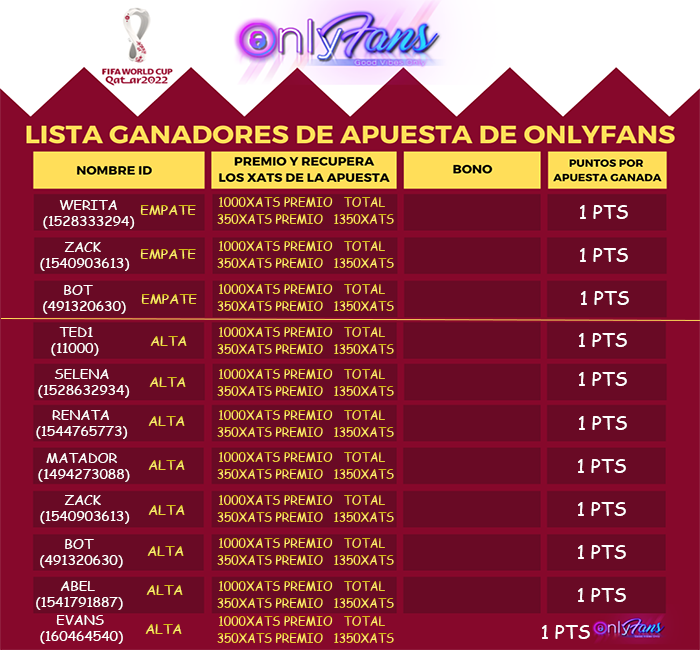 FIFA WORLD CUP
Qatar2022
OnlyFans
Good Vibes Only
LISTA GANADORES DE APUESTA DE ONLYFANS
NOMBRE ID
PREMIO Y RECUPERA
LOS XATS DE LA APUESTA
BONO
PUNTOS POR
APUESTA GANADA
WERITA
(1528333294) EMPATE
1000XATS PREMIO TOTAL
350XATS PREMIO 1350XATS
1 PTS
ZACK
(1540903613) EMPATE
1000XATS PREMIO TOTAL
350XATS PREMIO 1350XATS
1 PTS
BOT
(491320630) EMPATE
1000XATS PREMIO TOTAL
350XATS PREMIO 1350XATS
1 PTS
TED1
(11000) ALTA
1000XATS PREMIO TOTAL
350XATS PREMIO 1350XATS
1 PTS
SELENA
(1528632934) ALTA
1000XATS PREMIO TOTAL
350XATS PREMIO 1350XATS
1 PTS
RENATA
(1544765773) ALTA
1000XATS PREMIO TOTAL
350XATS PREMIO 1350XATS
1 PTS
MATADOR
(1494273088) ALTA
1000XATS PREMIO TOTAL
350XATS PREMIO 1350XATS
1 PTS
ZACK
(1540903613) ALTA
1000XATS PREMIO TOTAL
350XATS PREMIO 1350XATS
1 PTS
BOT
(491320630) ALTA
1000XATS PREMIO TOTAL
350XATS PREMIO 1350XATS
1 PTS
ABEL
(1541791887) ALTA
1000XATS PREMIO TOTAL
350XATS PREMIO 1350XATS
1 PTS
EVANS
(160464540) ALTA
1000XATS PREMIO TOTAL
350XATS PREMIO 1350XATS
1 PTS
OnlyFans